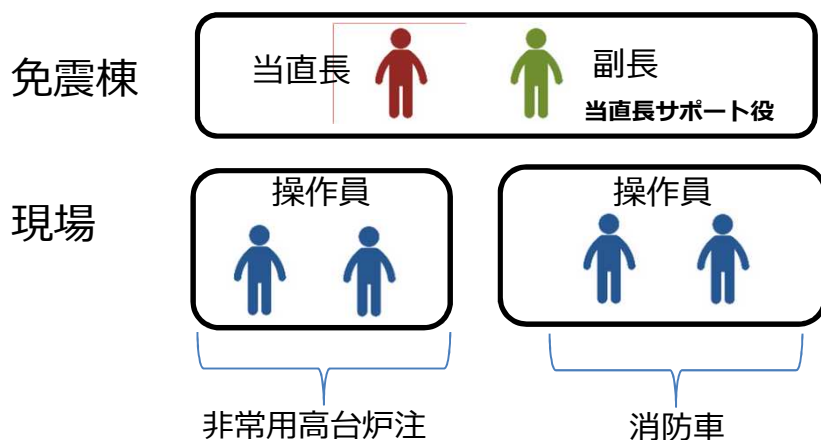 免震棟
当直長
副長
当直長サポート役
現場
操作員
操作員
非常用高台炉注
消防車